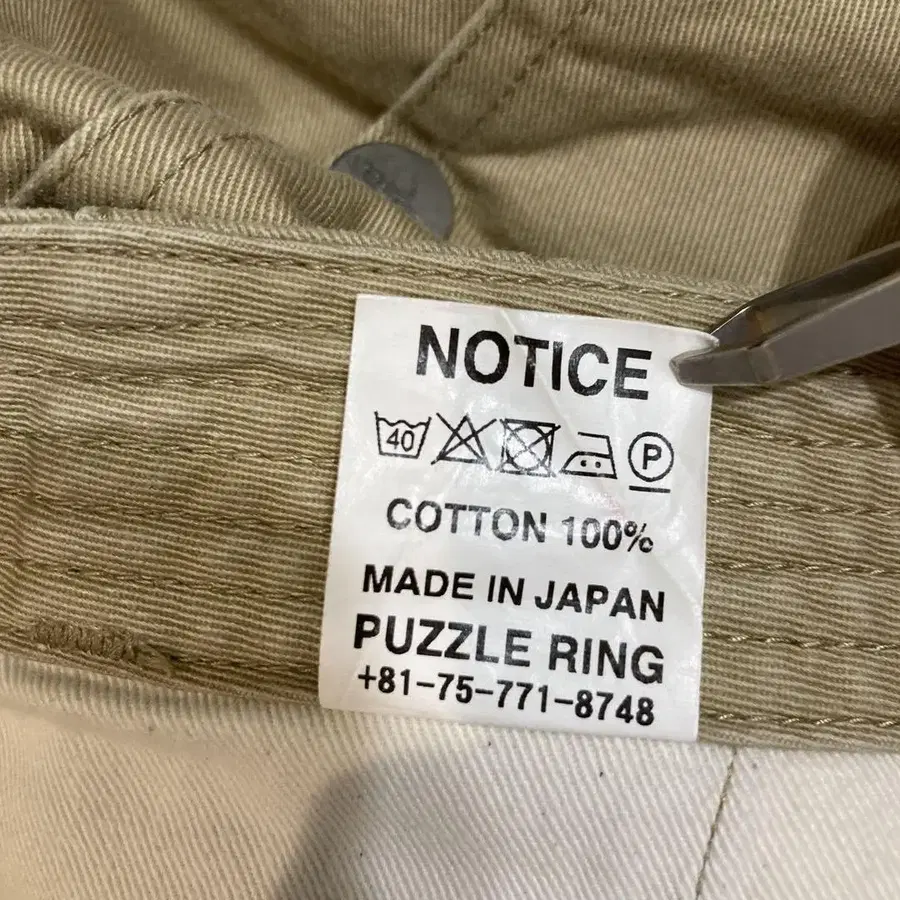 NOTICE
40 P
COTTON 100%
MADE IN JAPAN
PUZZLE RING
+81-75-771-8748